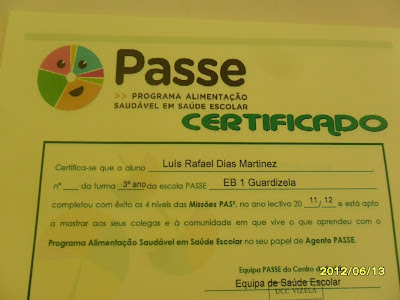 Passe
>> PROGRAMA ALIMENTAÇÃO
SAUDÁVEL EM SAÚDE ESCOLAR
CERTIFICADO
Certifica-se que o aluno Luís Rafael Dias Martinez
nº ___ da turma 3º ano da escola PASSE EB 1 Guardizela
completou com êxito os 4 níveis das Missões PAS³, no ano lectivo 20 11 / 12 e está apto
a mostrar aos seus colegas e à comunidade em que vive o que aprendeu com o
Programa Alimentação Saudável em Saúde Escolar no seu papel de Agente PASSE.
Equipa PASSE do Centro de
Equipa de Saúde Escolar
UCC VIZELA
2012/06/13